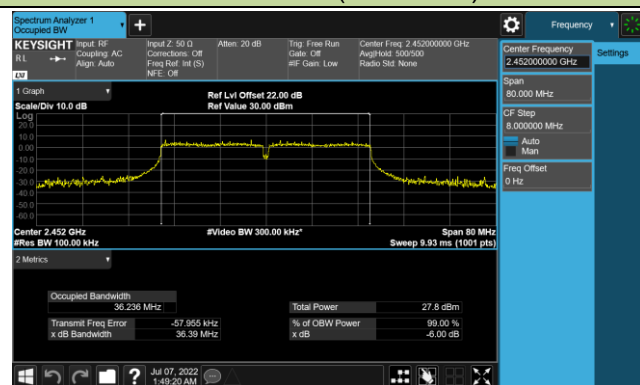 Spectrum Analyzer 1
Occupied BW
Frequency
KEYSIGHT Input: RF Input Z: 50 Ω Atten: 20 dB Trig: Free Run Center Freq: 2.452000000 GHz
RL Coupling: AC Corrections: Off Gate: Off Avg|Hold: 500/500
Align: Auto Freq Ref: Int (S) #IF Gain: Low Radio Std: None
LXI NFE: Off
Center Frequency Settings
2.452000000 GHz
Span
80.000 MHz
CF Step
8.000000 MHz
Auto
Man
Freq Offset
0 Hz
1 Graph Ref Lvl Offset 22.00 dB
Scale/Div 10.0 dB Ref Value 30.00 dBm
Log
20.0
10.0
0.00
-10.0
-20.0
-30.0
-40.0
-50.0
-60.0
Center 2.452 GHz #Video BW 300.00 kHz* Span 80 MHz
#Res BW 100.00 kHz Sweep 9.93 ms (1001 pts)
2 Metrics
Occupied Bandwidth
36.236 MHz Total Power 27.8 dBm
Transmit Freq Error -57.955 kHz % of OBW Power 99.00 %
x dB Bandwidth 36.39 MHz x dB -6.00 dB
? Jul 07, 2022
1:49:20 AM